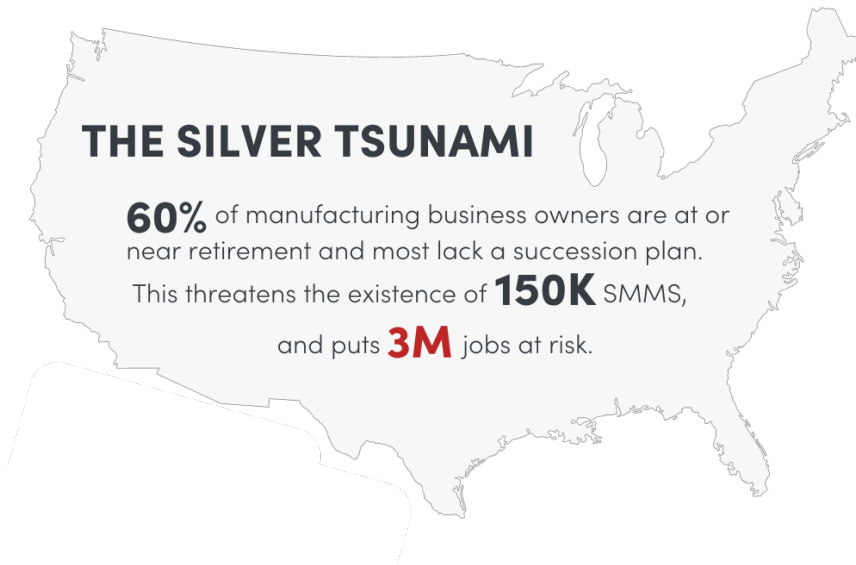 THE SILVER TSUNAMI
60% of manufacturing business owners are at or
near retirement and most lack a succession plan.
This threatens the existence of 150K SMMS,
and puts 3M jobs at risk.